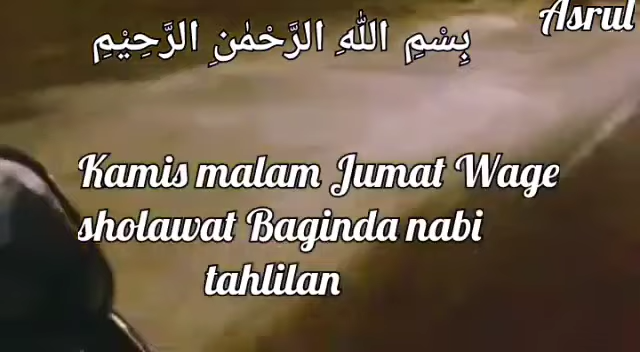 Asrul
بِسْمِ اللّٰهِ الرَّحْمٰنِ الرَّحِيْمِ
Kamis malam Jumat Wage
sholawat Baginda nabi
tahlilan